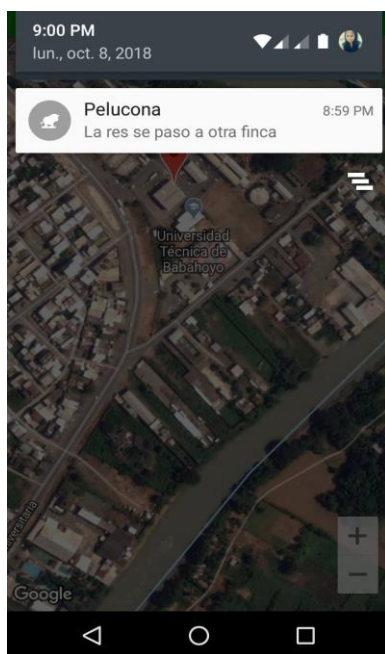 9:00 PM
lun., oct. 8, 2018
Pelucona
8:59 PM
La res se paso a otra finca
Universidad
Técnica de
Babahoyo
Google